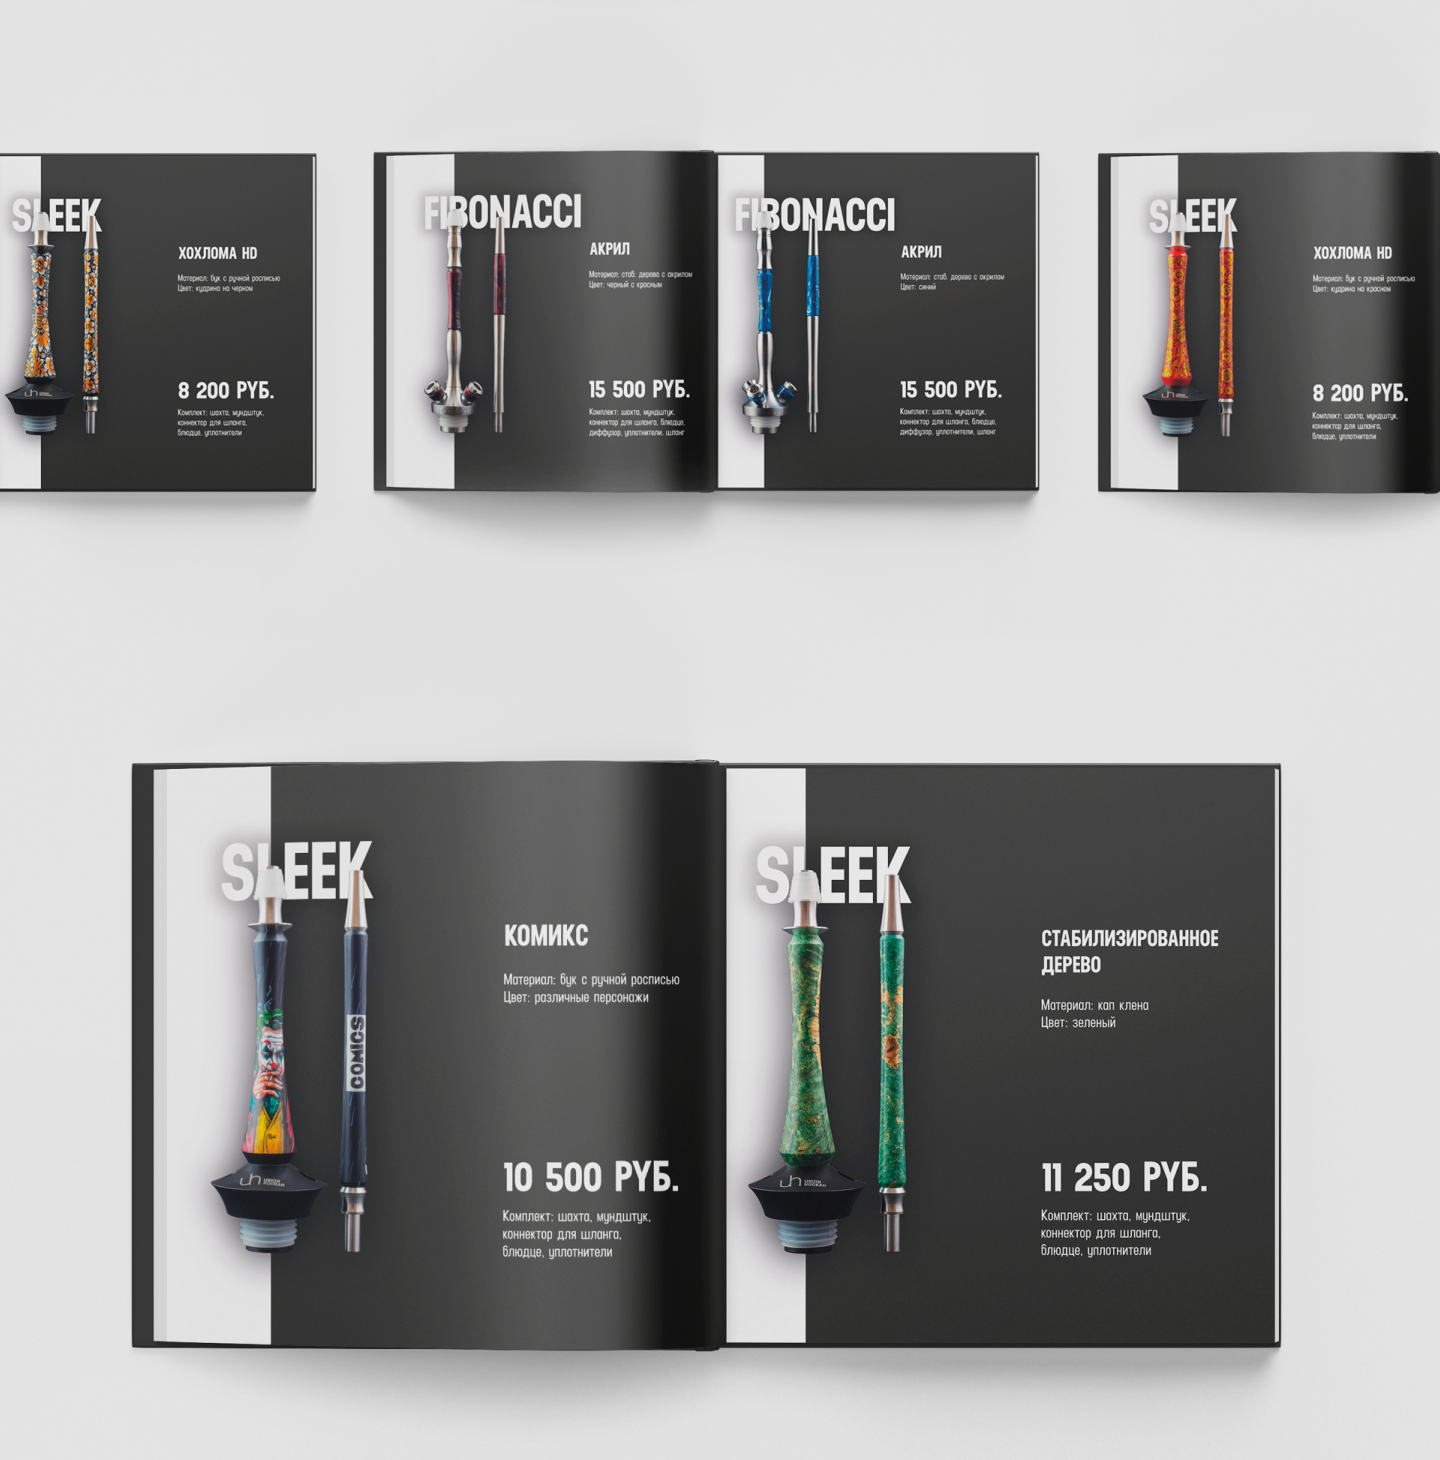 SLEEK
ХОХЛОМА HD
Материал: бук с ручной росписью
Цвет: кудрина на черном
8 200 РУБ.
Комплект: шахта, мундштук,
коннектор для шланга,
блюдце, уплотнители
FIBONACCI
АКРИЛ
Материал: стаб. дерево с акрилом
Цвет: черный с красным
15 500 РУБ.
Комплект: шахта, мундштук,
коннектор для шланга, блюдце,
диффузор, уплотнители, шланг
FIBONACCI
АКРИЛ
Материал: стаб. дерево с акрилом
Цвет: синий
15 500 РУБ.
Комплект: шахта, мундштук,
коннектор для шланга, блюдце,
диффузор, уплотнители, шланг
SLEEK
ХОХЛОМА HD
Материал: бук с ручной росписью
Цвет: кудрина на красном
8 200 РУБ.
Комплект: шахта, мундштук,
коннектор для шланга,
блюдце, уплотнители
SLEEK
КОМИКС
Материал: бук с ручной росписью
Цвет: различные персонажи
COMICS
10 500 РУБ.
Комплект: шахта, мундштук,
коннектор для шланга,
блюдце, уплотнители
UNION
HOOKAH
SLEEK
СТАБИЛИЗИРОВАННОЕ
ДЕРЕВО
Материал: кап клена
Цвет: зеленый
11 250 РУБ.
Комплект: шахта, мундштук,
коннектор для шланга,
блюдце, уплотнители
UNION
HOOKAH